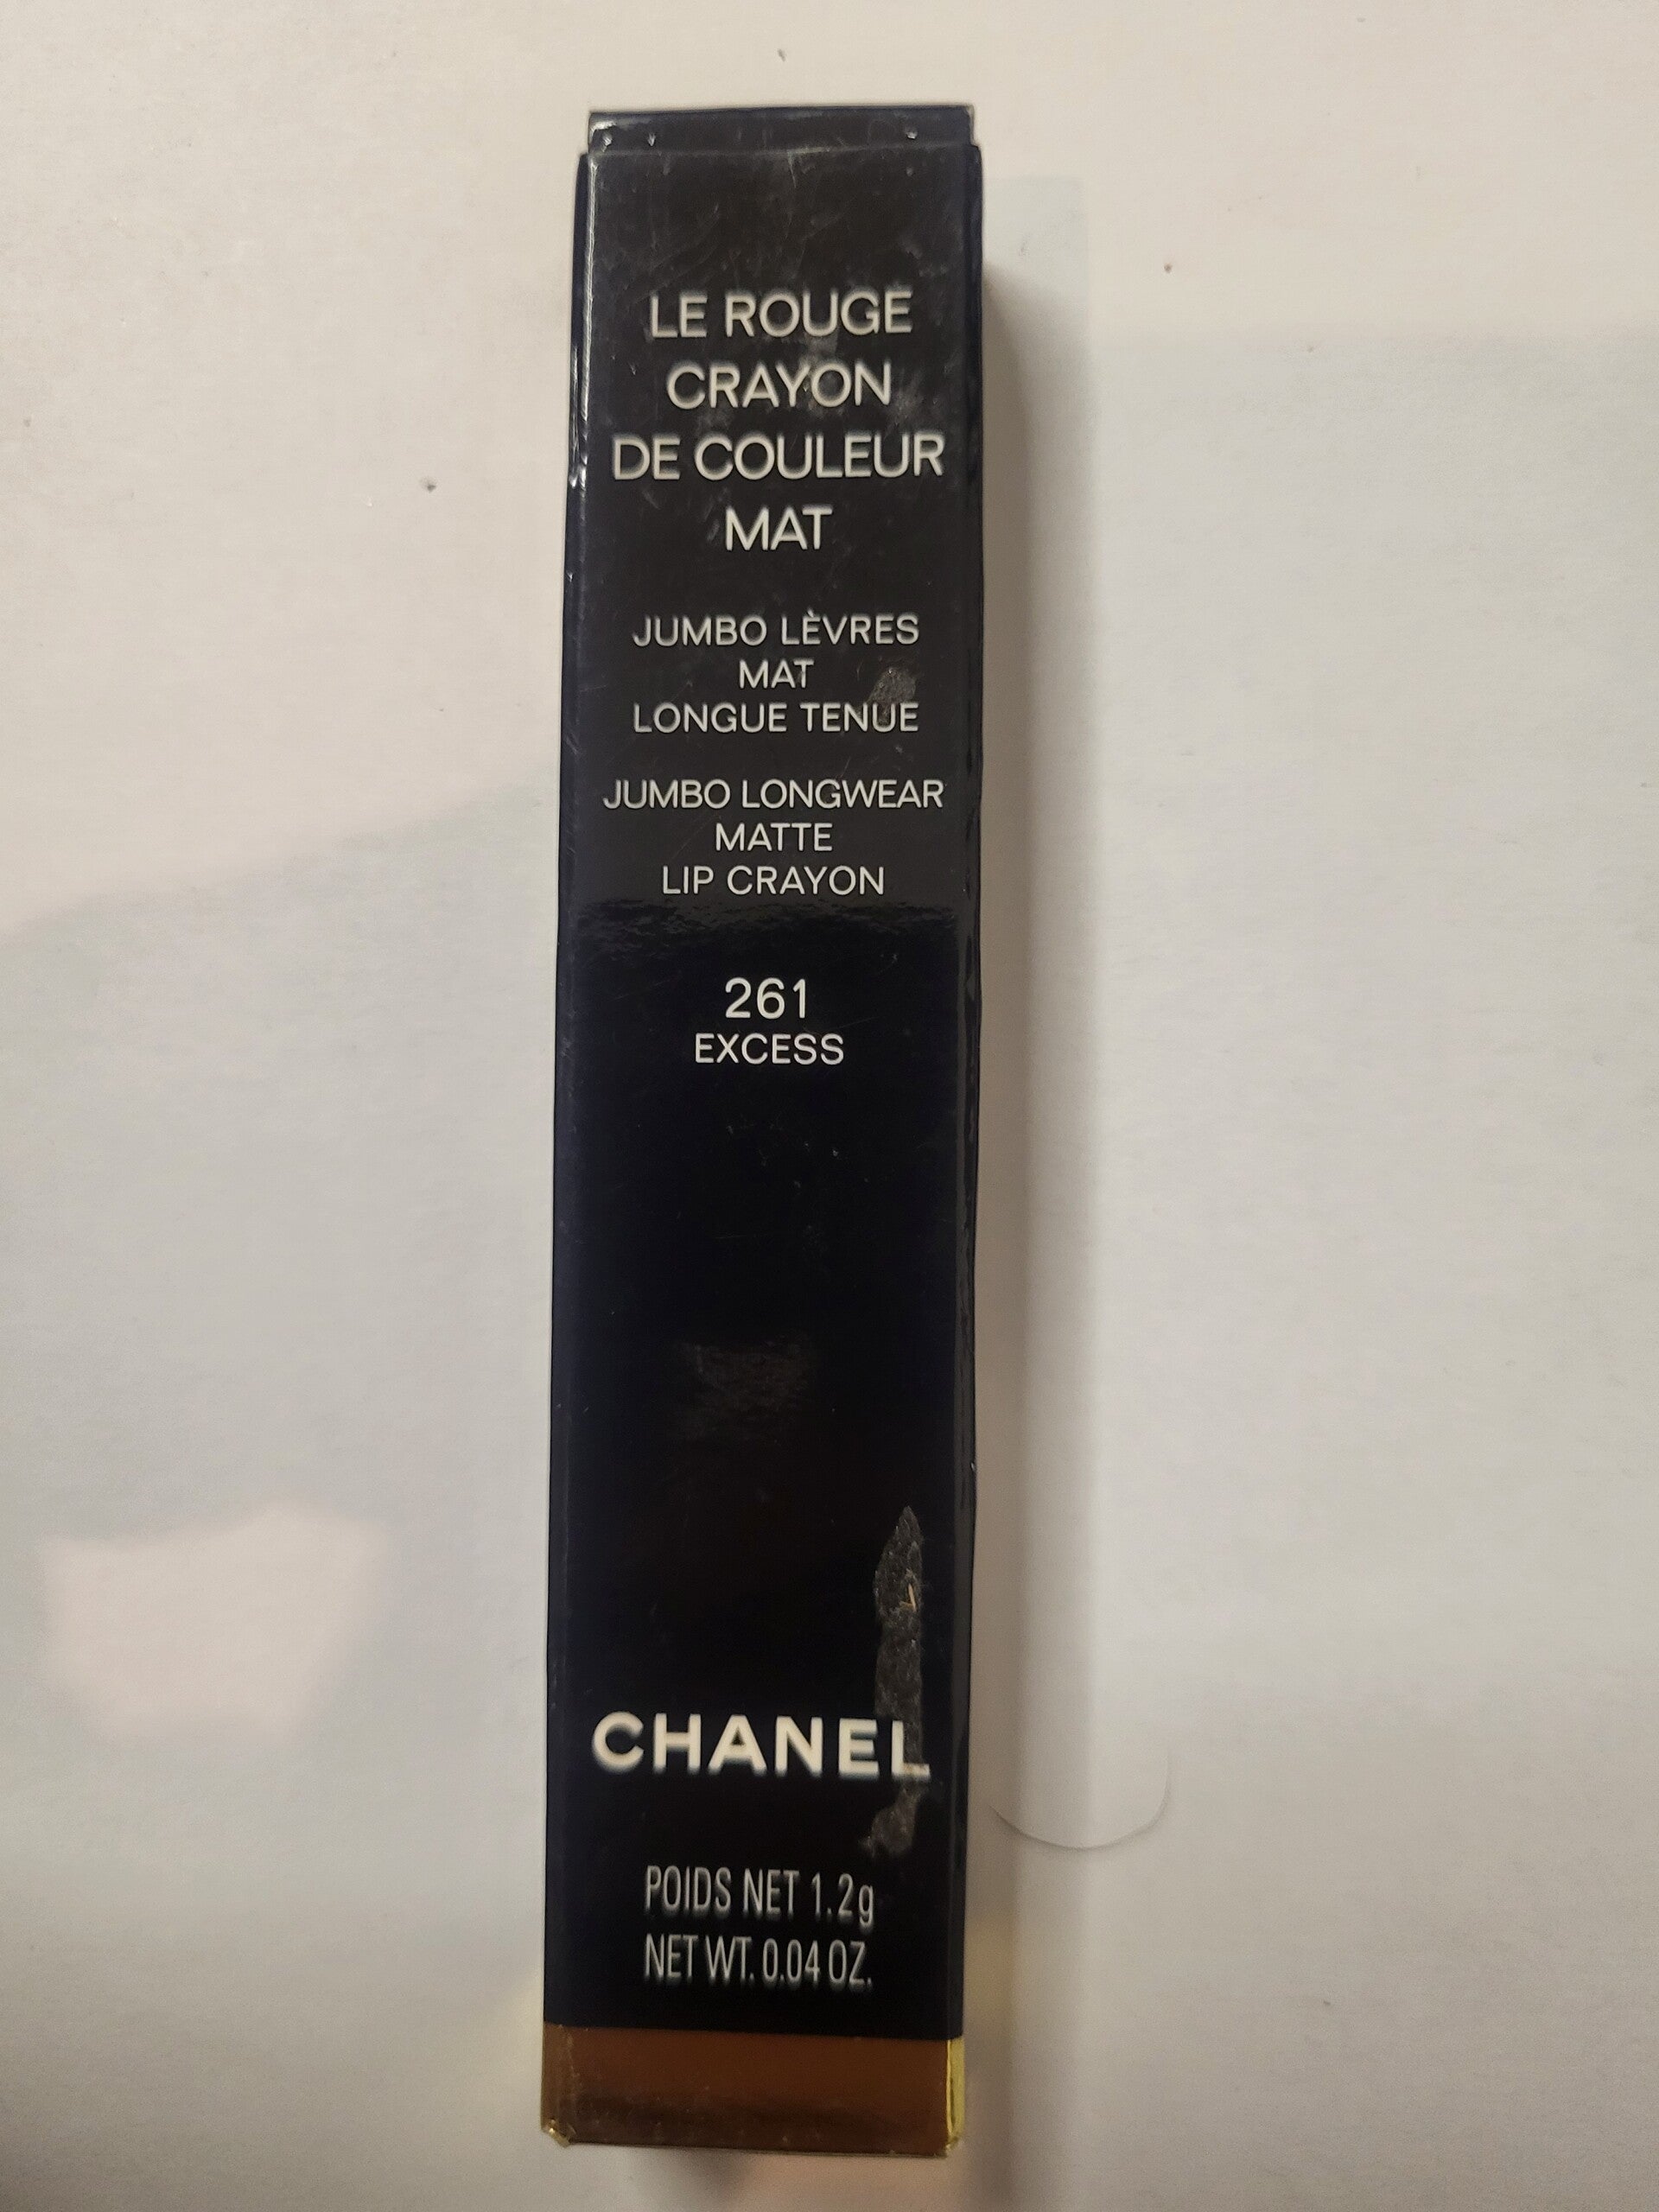 LE ROUGE
CRAYON
DE COULEUR
MAT
JUMBO LÈVRES
MAT
LONGUE TENUE
JUMBO LONGWEAR
MATTE
LIP CRAYON
261
EXCESS
CHANEL
POIDS NET 1.2g
NET WT. 0.04 OZ.